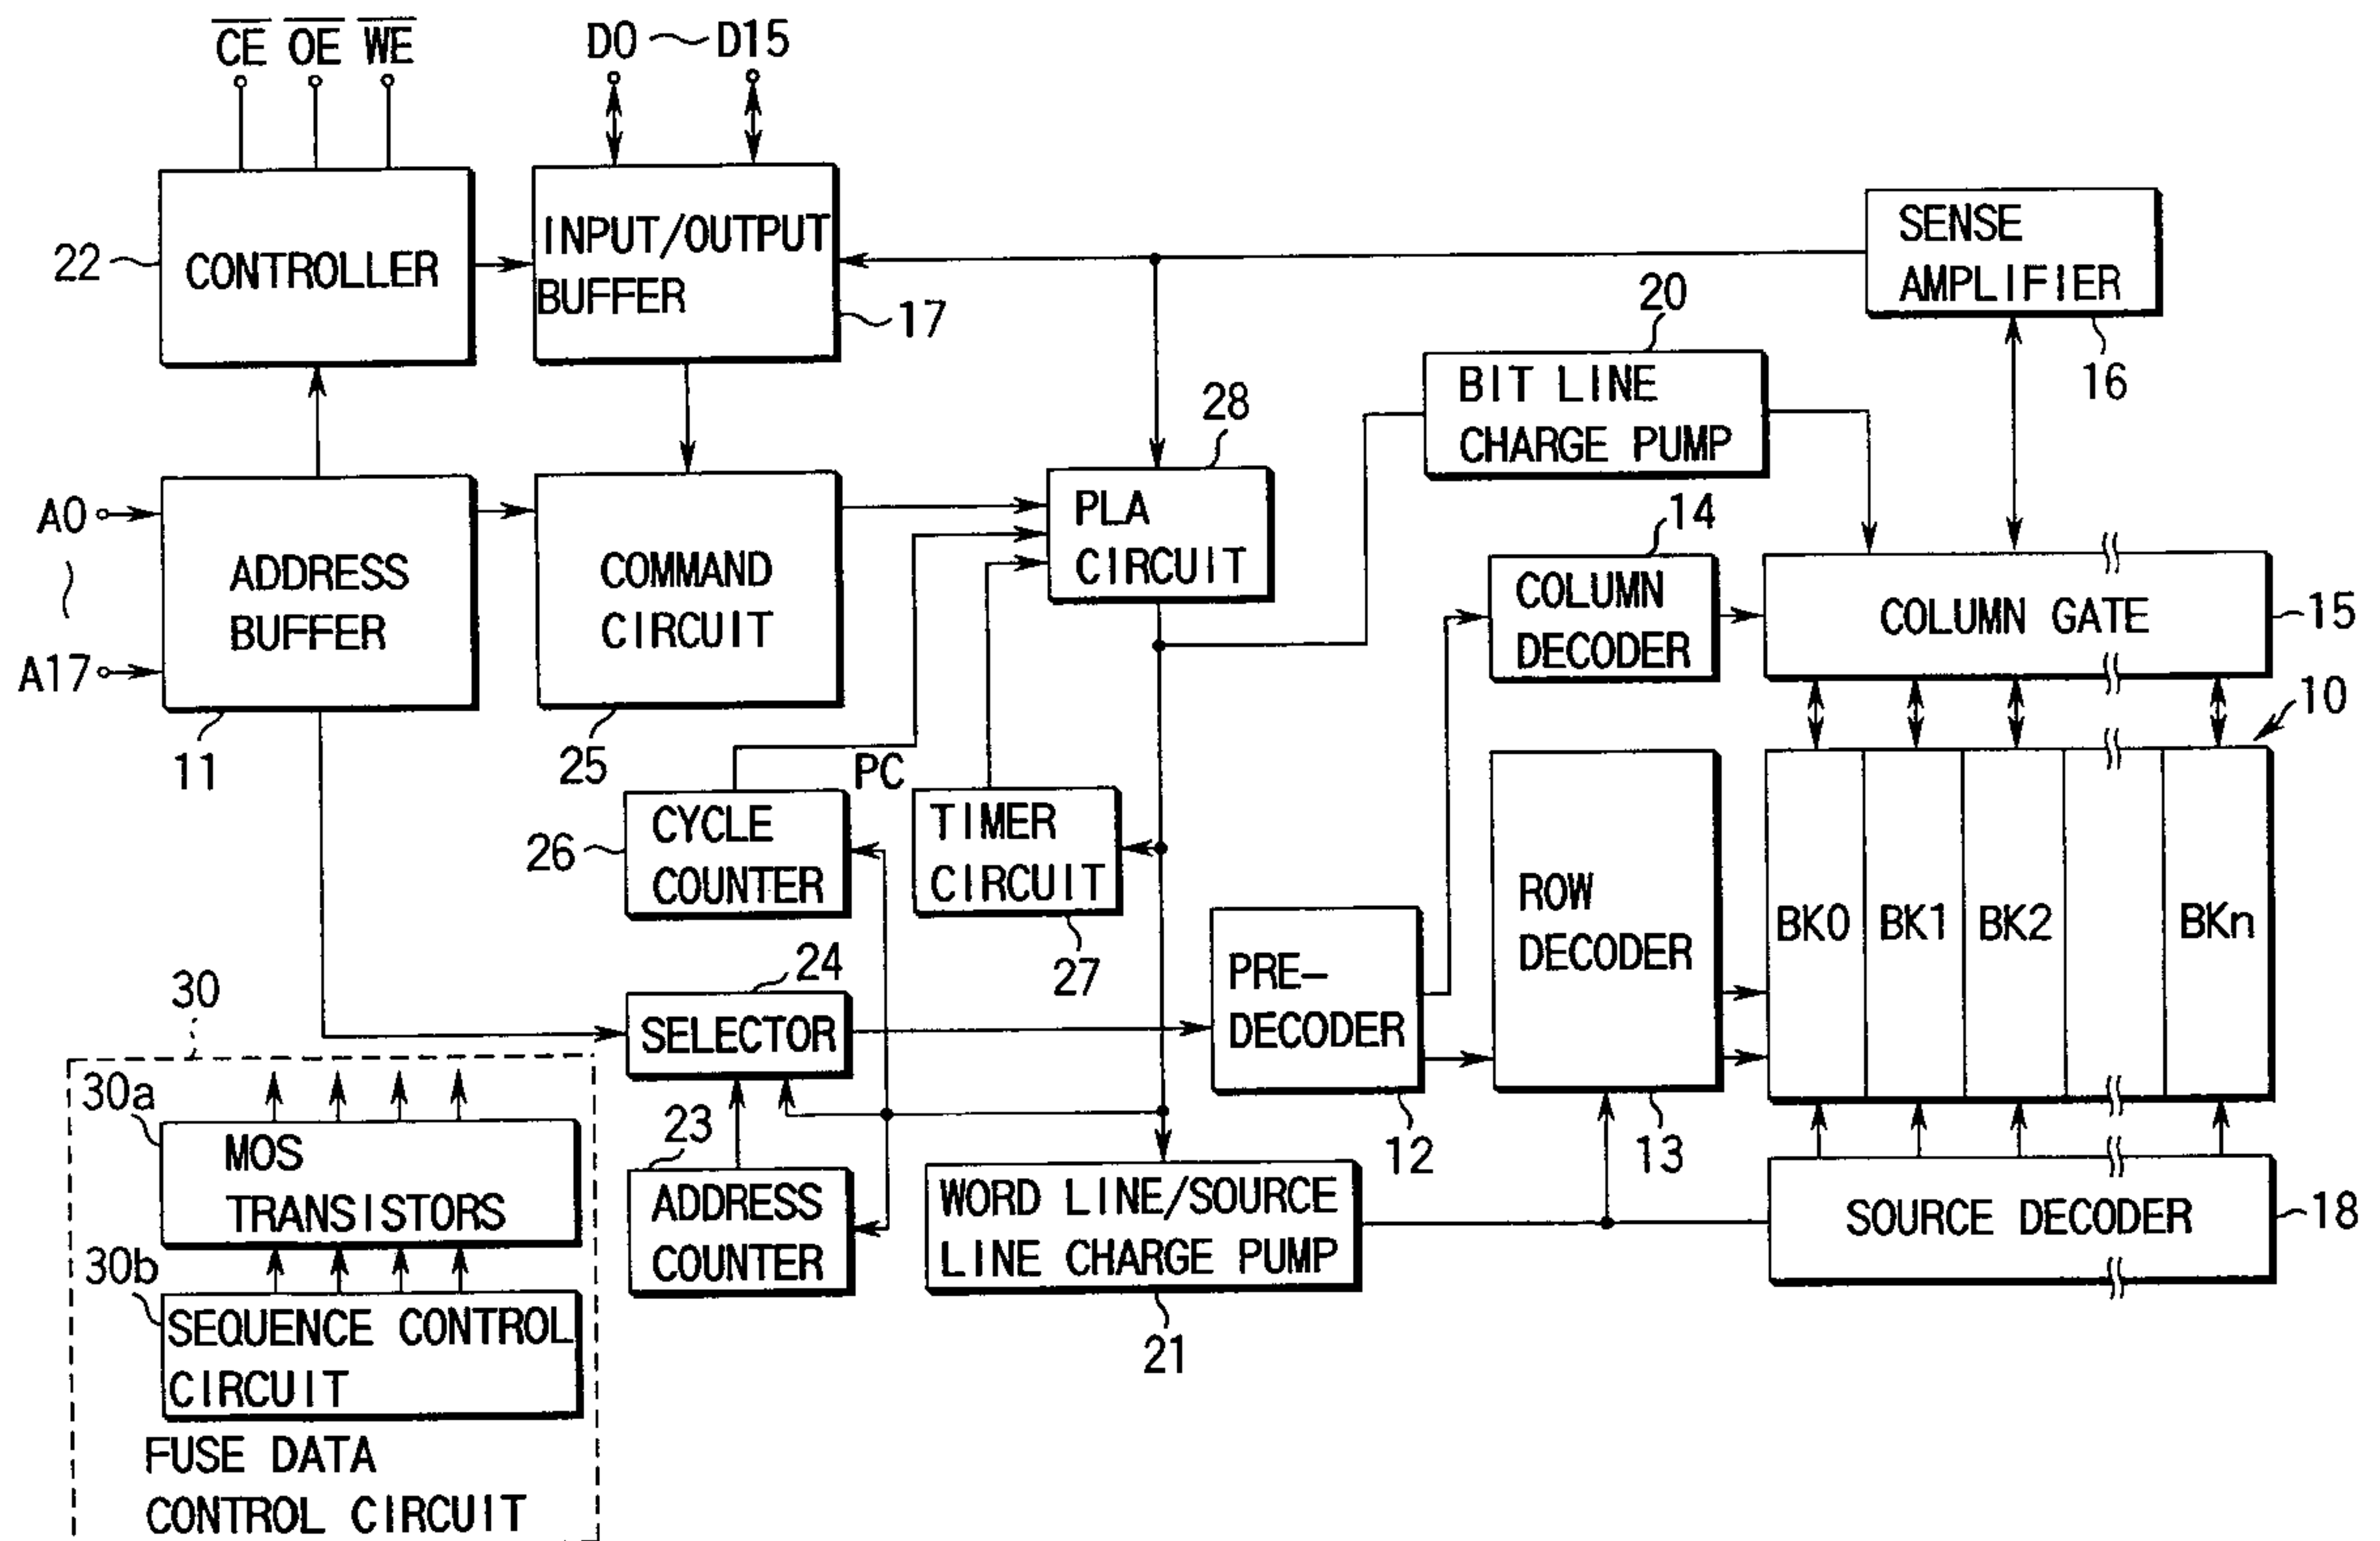 CE OE WE
D0 ~ D15
22
CONTROLLER
INPUT/OUTPUT
BUFFER
17
SENSE
AMPLIFIER
16
20
BIT LINE
CHARGE PUMP
28
PLA
CIRCUIT
A0
~
A17
ADDRESS
BUFFER
11
COMMAND
CIRCUIT
25
14
COLUMN
DECODER
COLUMN GATE
15
10
PC
CYCLE
COUNTER
26
TIMER
CIRCUIT
27
ROW
DECODER
13
BK0 BK1 BK2 BKn
24
SELECTOR
PRE-
DECODER
12
30
30a
MOS
TRANSISTORS
30b
SEQUENCE CONTROL
CIRCUIT
FUSE DATA
CONTROL CIRCUIT
23
ADDRESS
COUNTER
WORD LINE/SOURCE
LINE CHARGE PUMP
21
SOURCE DECODER
18